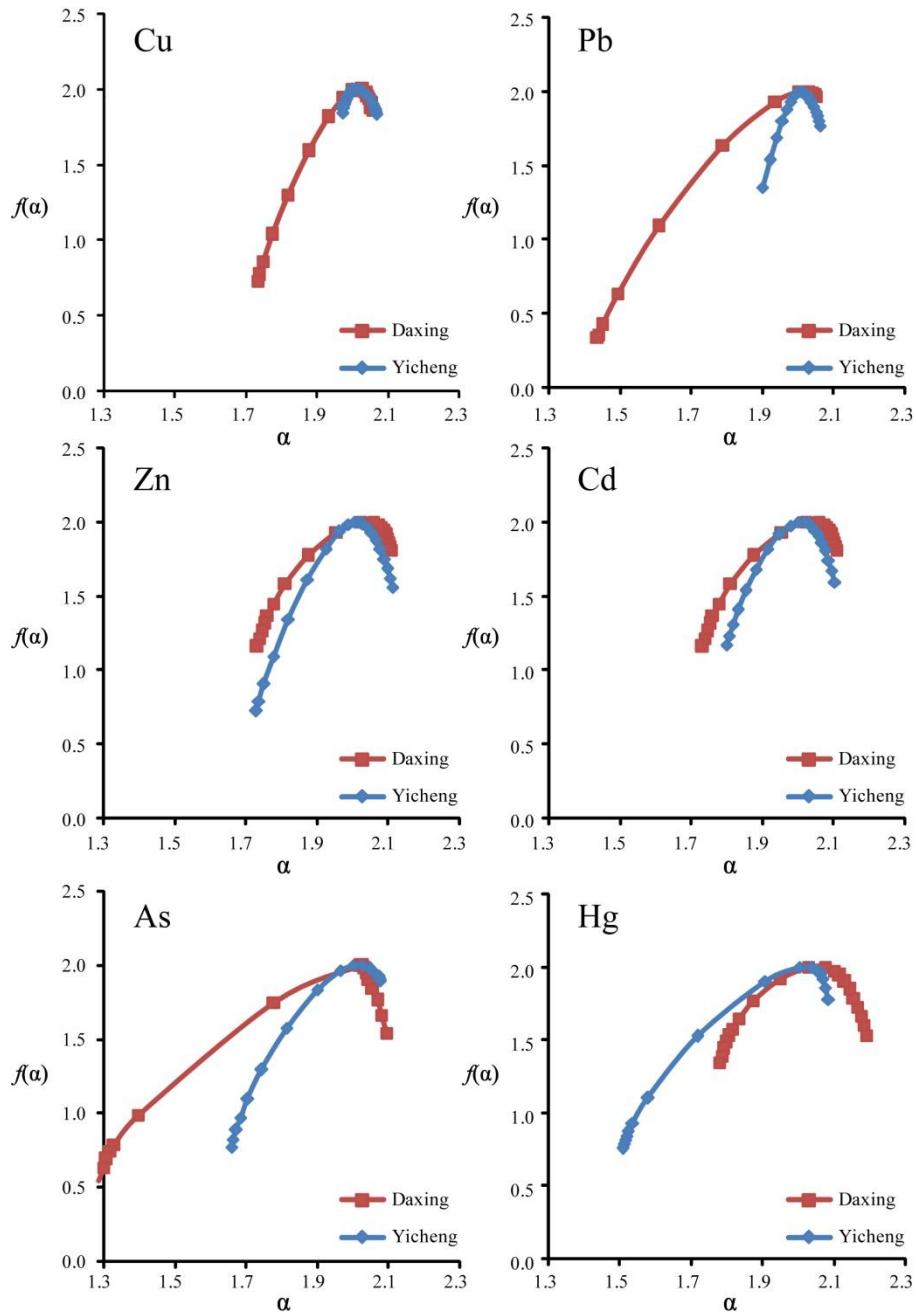 Cu
2.5
2.0
1.5
f(α)
1.0
0.5
0.0
Daxing
Yicheng
1.3 1.5 1.7 1.9 2.1 2.3
α
Pb
2.5
2.0
1.5
f(α)
1.0
0.5
0.0
Daxing
Yicheng
1.3 1.5 1.7 1.9 2.1 2.3
α
Zn
2.5
2.0
1.5
f(α)
1.0
0.5
0.0
Daxing
Yicheng
1.3 1.5 1.7 1.9 2.1 2.3
α
Cd
2.5
2.0
1.5
f(α)
1.0
0.5
0.0
Daxing
Yicheng
1.3 1.5 1.7 1.9 2.1 2.3
α
As
2.5
2.0
1.5
f(α)
1.0
0.5
0.0
Daxing
Yicheng
1.3 1.5 1.7 1.9 2.1 2.3
α
Hg
2.5
2.0
1.5
f(α)
1.0
0.5
0.0
Daxing
Yicheng
1.3 1.5 1.7 1.9 2.1 2.3
α